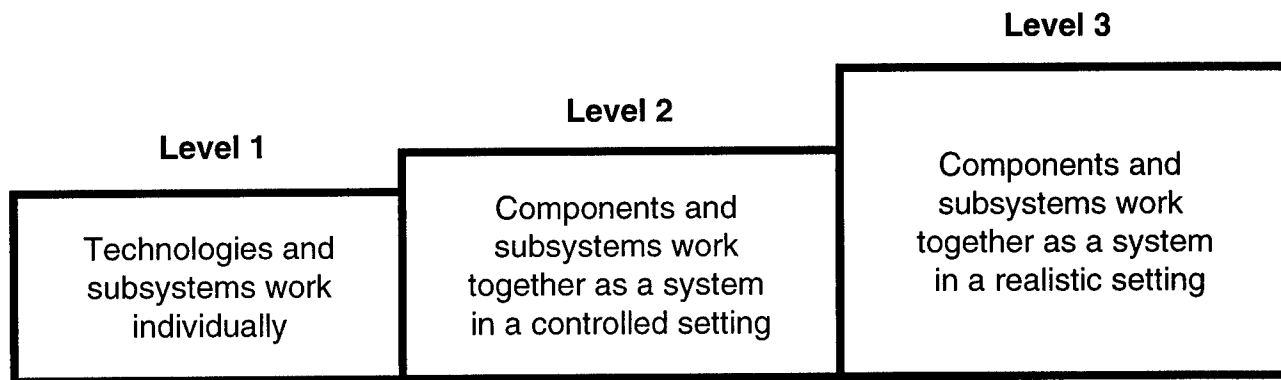 Level 1
Technologies and
subsystems work
individually
Level 2
Components and
subsystems work
together as a system
in a controlled setting
Level 3
Components and
subsystems work
together as a system
in a realistic setting